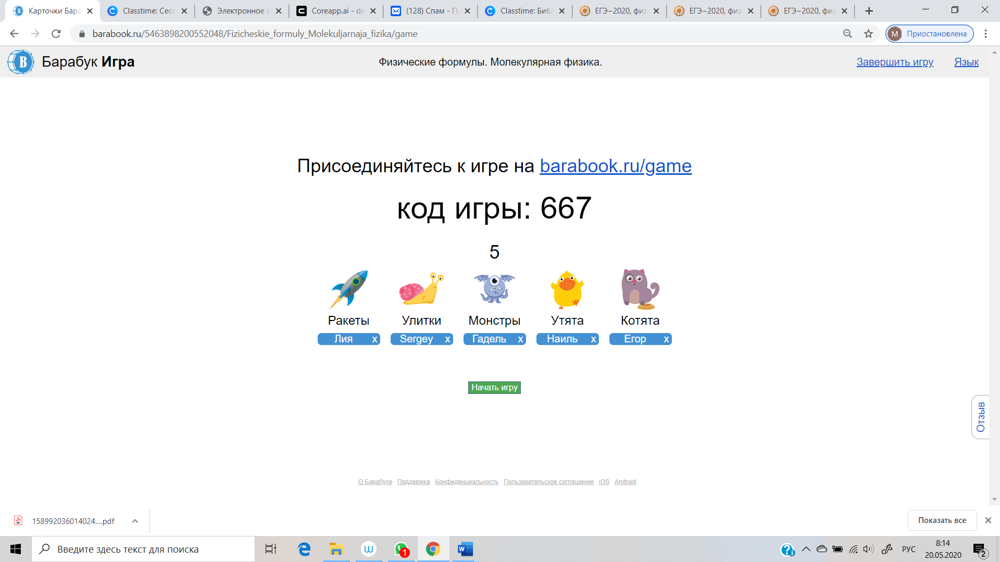 Карточки Бара
Classtime: Сесс
Электронное о
Coreapp.ai - de
(128) Спам - По
Classtime: Библ
ЕГЭ–2020, физ
ЕГЭ–2020, физ
ЕГЭ–2020, физ
barabook.ru/5463898200552048/Fizicheskie_formuly_Molekuljarnaja_fizika/game
M Приостановлена
B Барабук Игра
Физические формулы. Молекулярная физика.
Завершить игру Язык
Присоединяйтесь к игре на barabook.ru/game
код игры: 667
5
Ракеты Улитки Монстры Утята Котята
Лия x Sergey x Гадель x Наиль x Егор x
Начать игру
Отзыв
О Барабуке Поддержка Конфиденциальность Пользовательское соглашение iOS Android
158992036014024....pdf
Показать все
Введите здесь текст для поиска
1
РУС
8:14
20.05.2020
2